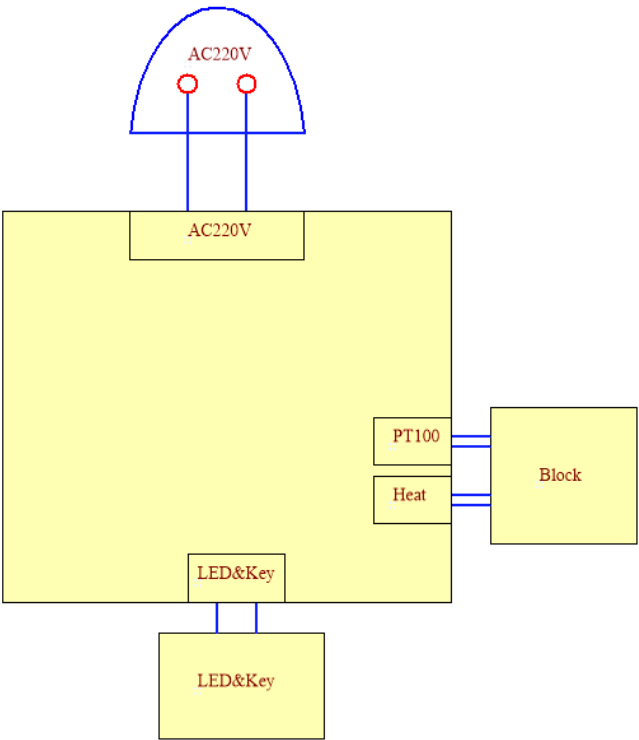 AC220V
AC220V
PT100
Block
Heat
LED&Key
LED&Key